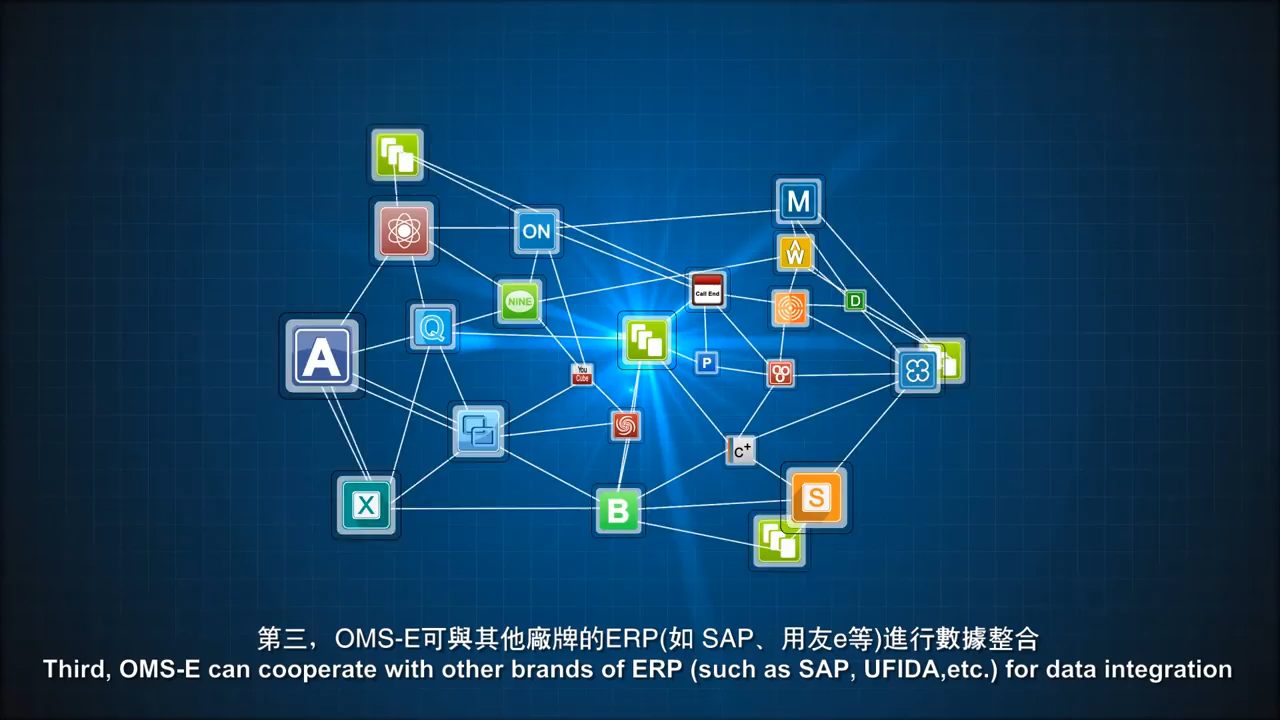 M
ON
W
Call End
NINE
D
Q
A
P
You
Cube
C+
X
S
B
第三，OMS-E可與其他廠牌的ERP(如 SAP、用友e等)進行數據整合
Third, OMS-E can cooperate with other brands of ERP (such as SAP, UFIDA,etc.) for data integration